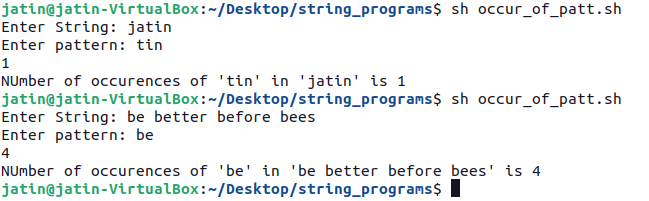 jatin@jatin-VirtualBox:~/Desktop/string_programs$ sh occur_of_patt.sh
Enter String: jatin
Enter pattern: tin
1
NUmber of occurences of 'tin' in 'jatin' is 1
jatin@jatin-VirtualBox:~/Desktop/string_programs$ sh occur_of_patt.sh
Enter String: be better before bees
Enter pattern: be
4
NUmber of occurences of 'be' in 'be better before bees' is 4
jatin@jatin-VirtualBox:~/Desktop/string_programs$